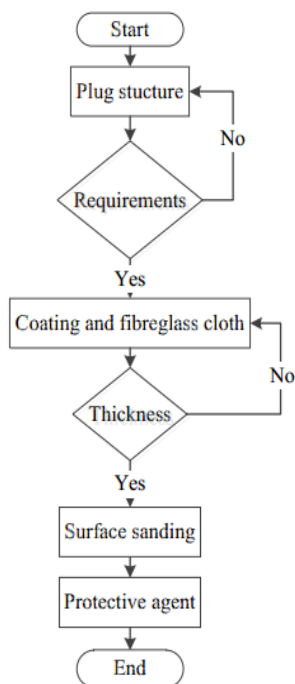 Start
Plug stucture
No
Requirements
Yes
Coating and fibreglass cloth
No
Thickness
Yes
Surface sanding
Protective agent
End